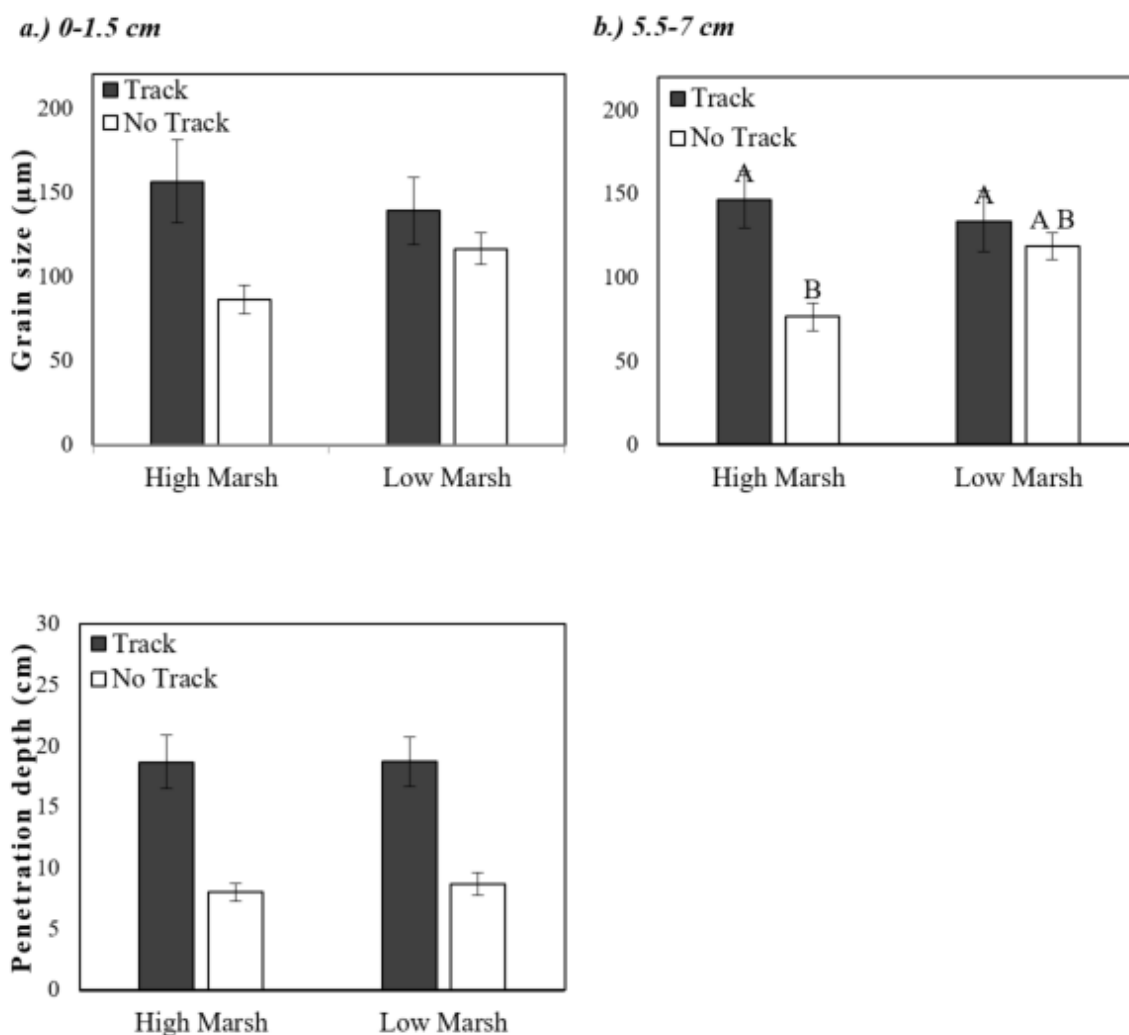 a.) 0-1.5 cm
Track
No Track
Grain size (µm)
200
150
100
50
0
High Marsh Low Marsh
b.) 5.5-7 cm
Track
No Track
200
150
100
50
0
A
B
A
A B
High Marsh Low Marsh
Track
No Track
Penetration depth (cm)
30
25
20
15
10
5
0
High Marsh Low Marsh